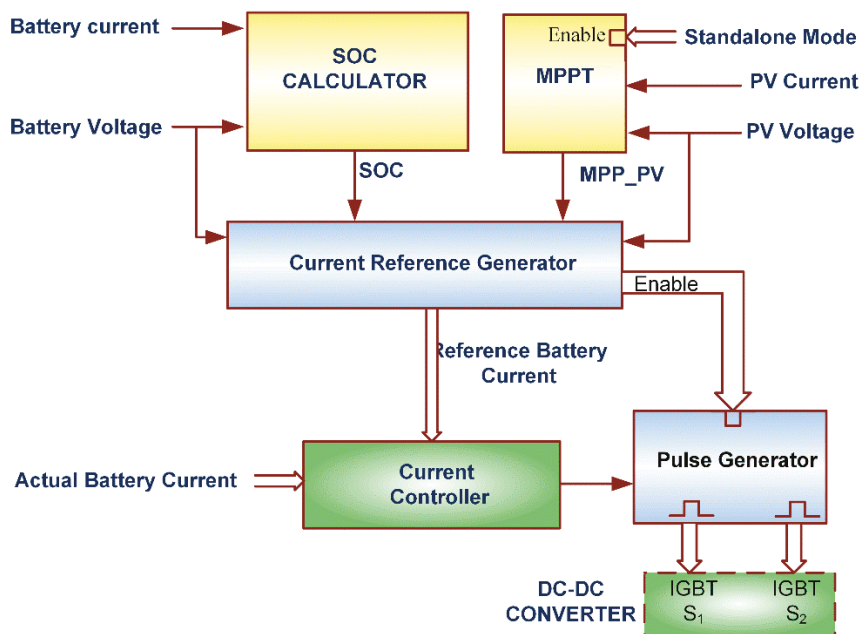 Battery current
Enable
Standalone Mode
SOC
CALCULATOR
MPPT
PV Current
Battery Voltage
PV Voltage
SOC
MPP_PV
Current Reference Generator
Enable
Reference Battery
Current
Pulse Generator
Actual Battery Current
Current
Controller
DC-DC
CONVERTER
IGBT
S1
IGBT
S2